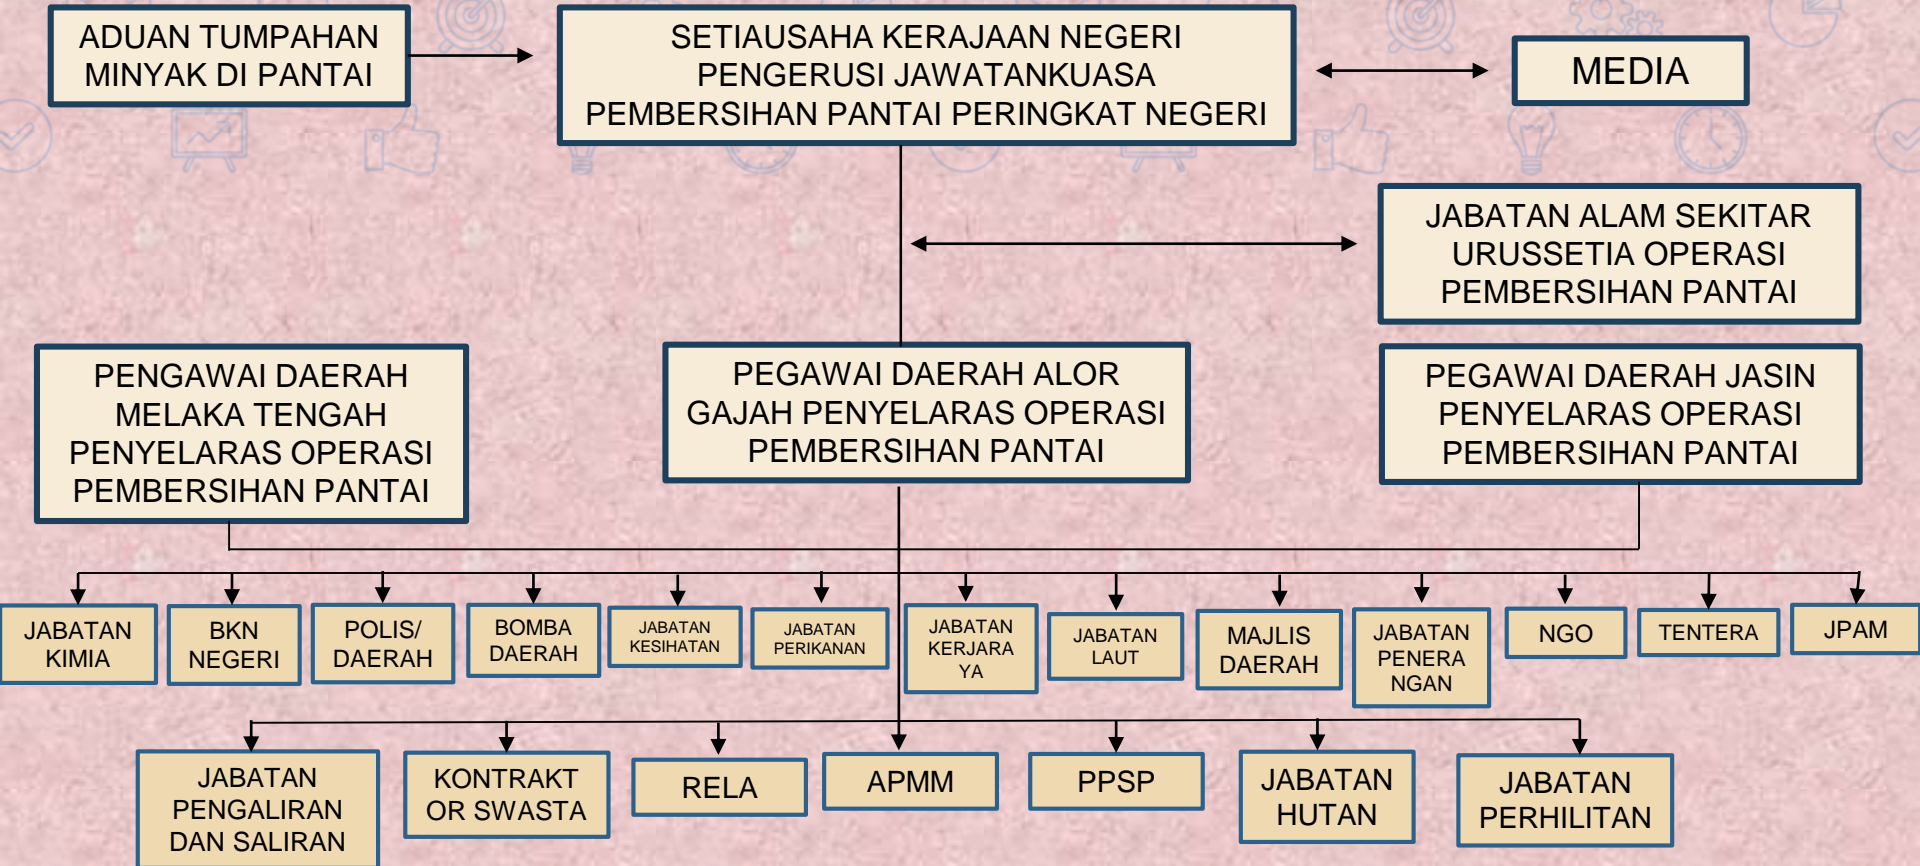 ADUAN TUMPAHAN
MINYAK DI PANTAI
SETIAUSAHA KERAJAAN NEGERI
PENGERUSI JAWATANKUASA
PEMBERSIHAN PANTAI PERINGKAT NEGERI
MEDIA
JABATAN ALAM SEKITAR
URUSSETIA OPERASI
PEMBERSIHAN PANTAI
PENGAWAI DAERAH
MELAKA TENGAH
PENYELARAS OPERASI
PEMBERSIHAN PANTAI
PEGAWAI DAERAH ALOR
GAJAH PENYELARAS OPERASI
PEMBERSIHAN PANTAI
PEGAWAI DAERAH JASIN
PENYELARAS OPERASI
PEMBERSIHAN PANTAI
JABATAN
KIMIA
BKN
NEGERI
POLIS/
DAERAH
BOMBA
DAERAH
JABATAN
KESIHATAN
JABATAN
PERIKANAN
JABATAN
KERJARA
YA
JABATAN
LAUT
MAJLIS
DAERAH
JABATAN
PENERA
NGAN
NGO
TENTERA
JPAM
JABATAN
PENGALIRAN
DAN SALIRAN
KONTRAKT
OR SWASTA
RELA
APMM
PPSP
JABATAN
HUTAN
JABATAN
PERHILITAN